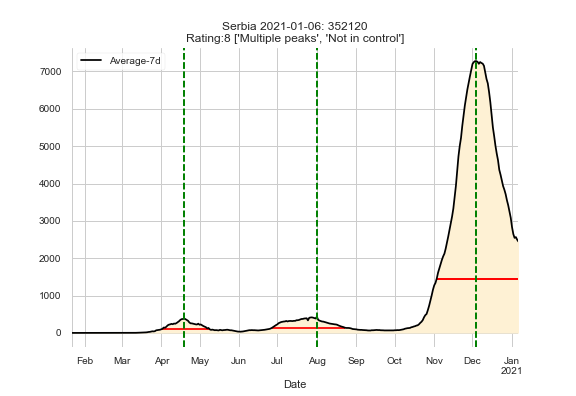 Serbia 2021-01-06: 352120
Rating:8 ['Multiple peaks', 'Not in control']
Average-7d
7000
6000
5000
4000
3000
2000
1000
0
Feb Mar Apr May Jun Jul Aug Sep Oct Nov Dec Jan
2021
Date